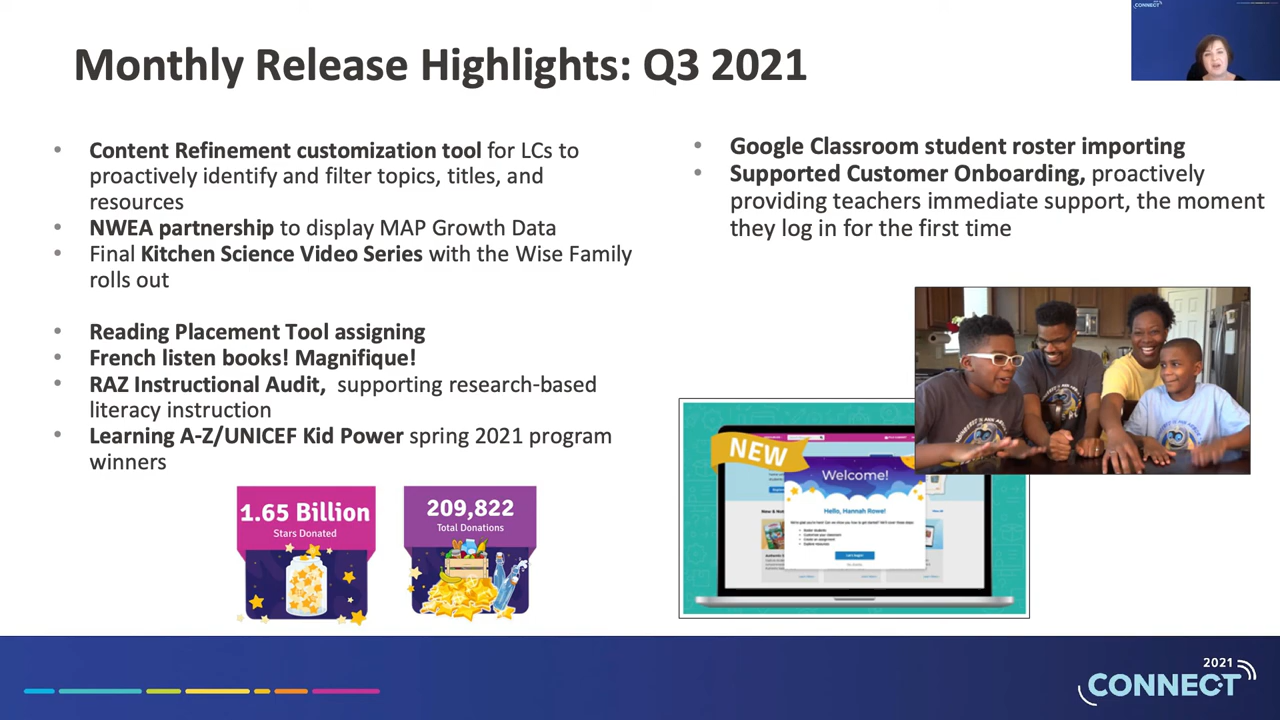 CONNECT
Monthly Release Highlights: Q3 2021
• Content Refinement customization tool for LCs to
proactively identify and filter topics, titles, and
resources
• NWEA partnership to display MAP Growth Data
• Final Kitchen Science Video Series with the Wise Family
rolls out
• Reading Placement Tool assigning
• French listen books! Magnifique!
• RAZ Instructional Audit, supporting research-based
literacy instruction
• Learning A-Z/UNICEF Kid Power spring 2021 program
winners
1.65 Billion
Stars Donated
209,822
Total Donations
• Google Classroom student roster importing
• Supported Customer Onboarding, proactively
providing teachers immediate support, the moment
they log in for the first time
NEW
Welcome!
Hello, Hannah Rowe!
2021
CONNECT